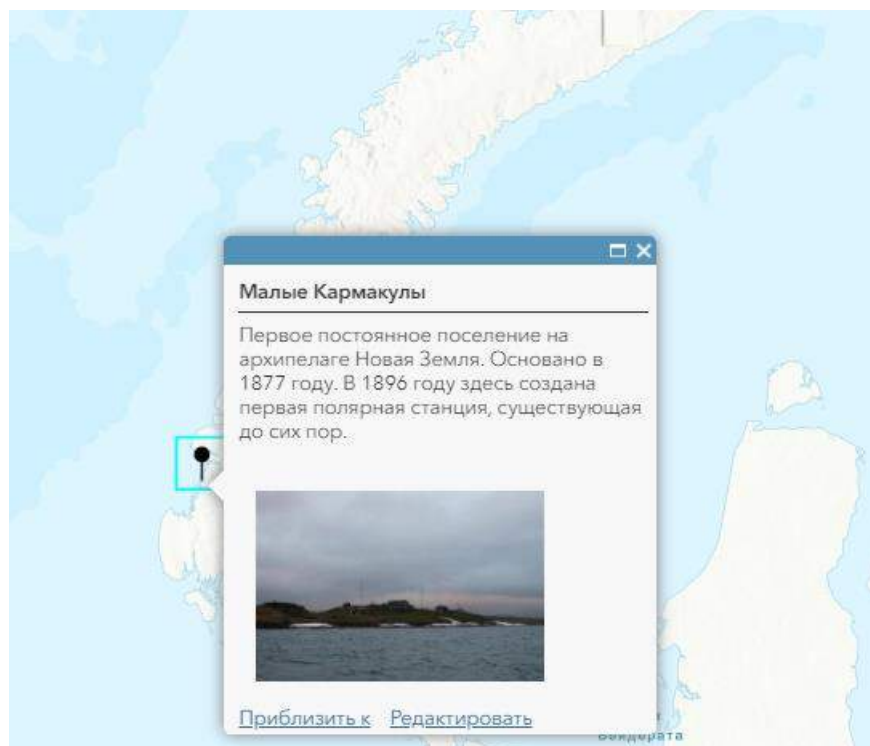 Малые Кармакулы
Первое постоянное поселение на
архипелаге Новая Земля. Основано в
1877 году. В 1896 году здесь создана
первая полярная станция, существующая
до сих пор.
Приблизить к Редактировать